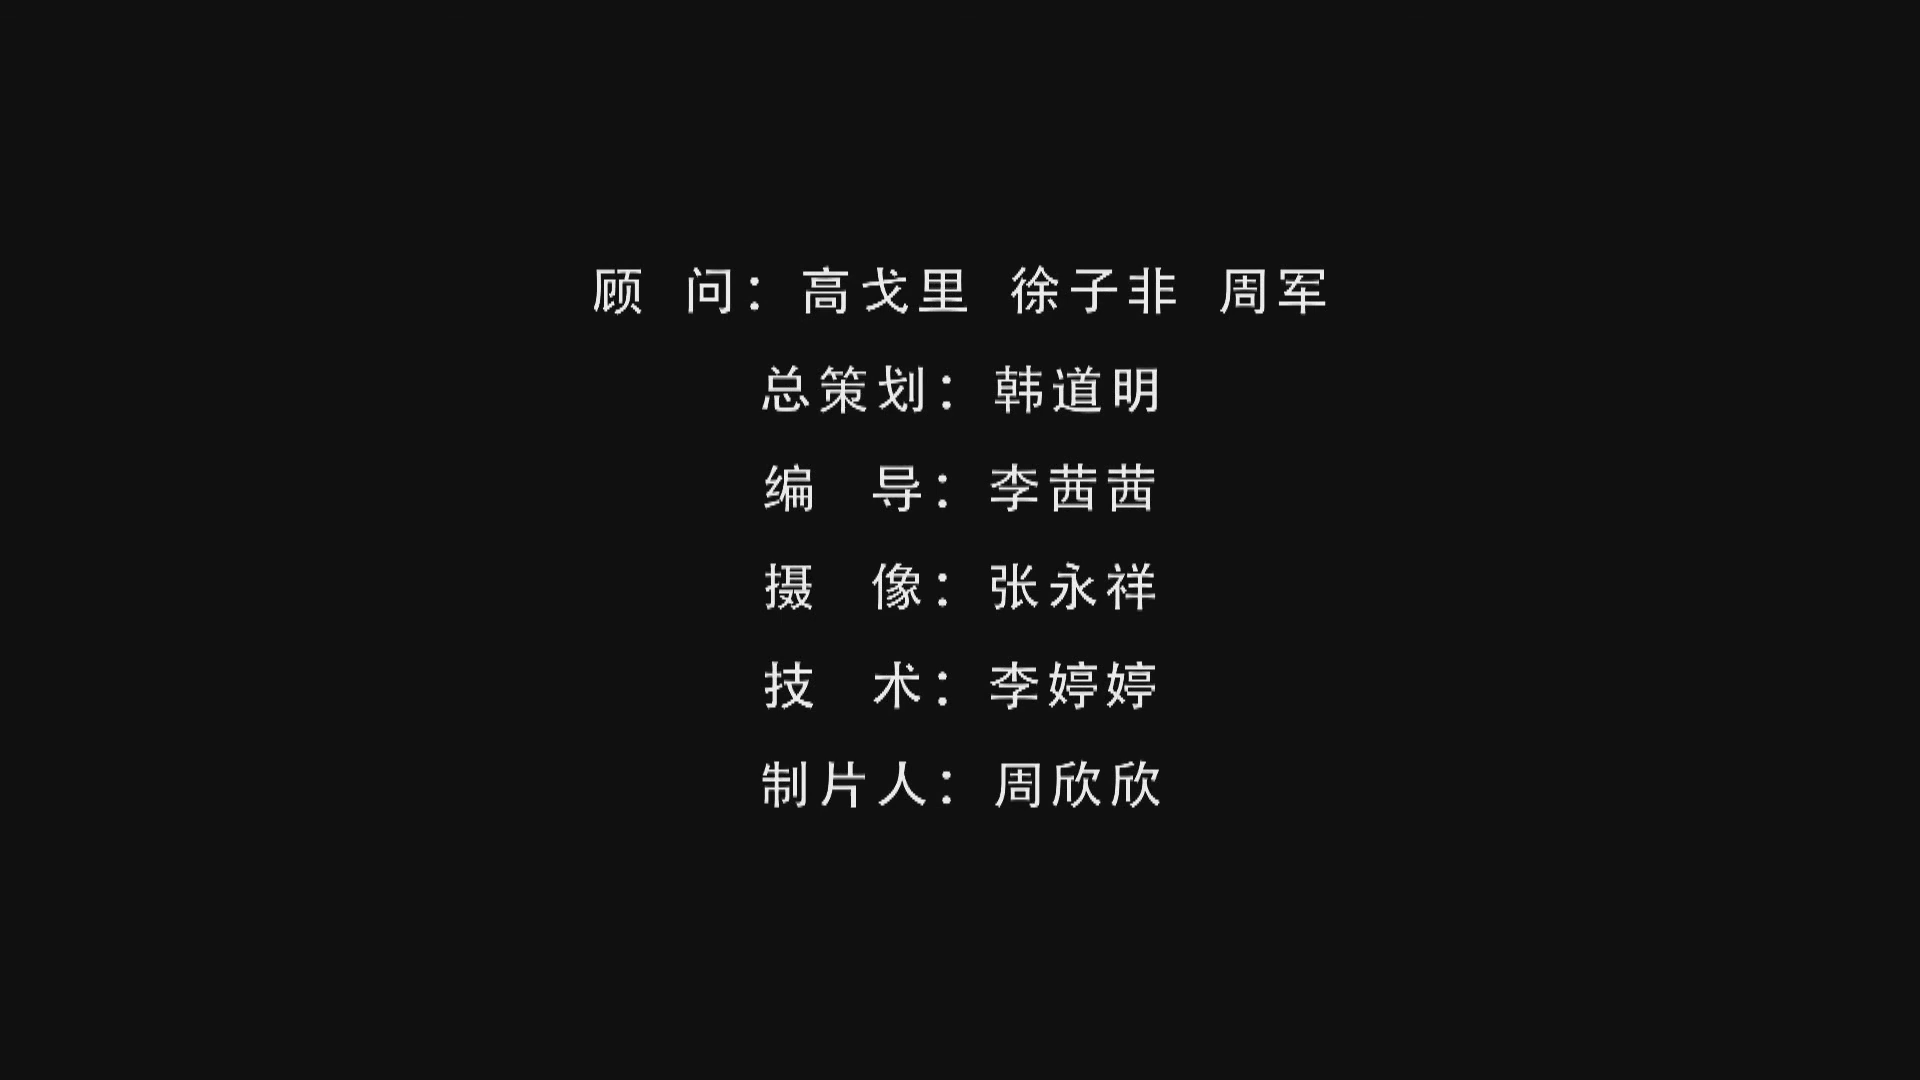 顾 问：高戈里 徐子非 周军
总策划：韩道明
编 导：李茜茜
摄 像：张永祥
技 术：李婷婷
制片人：周欣欣